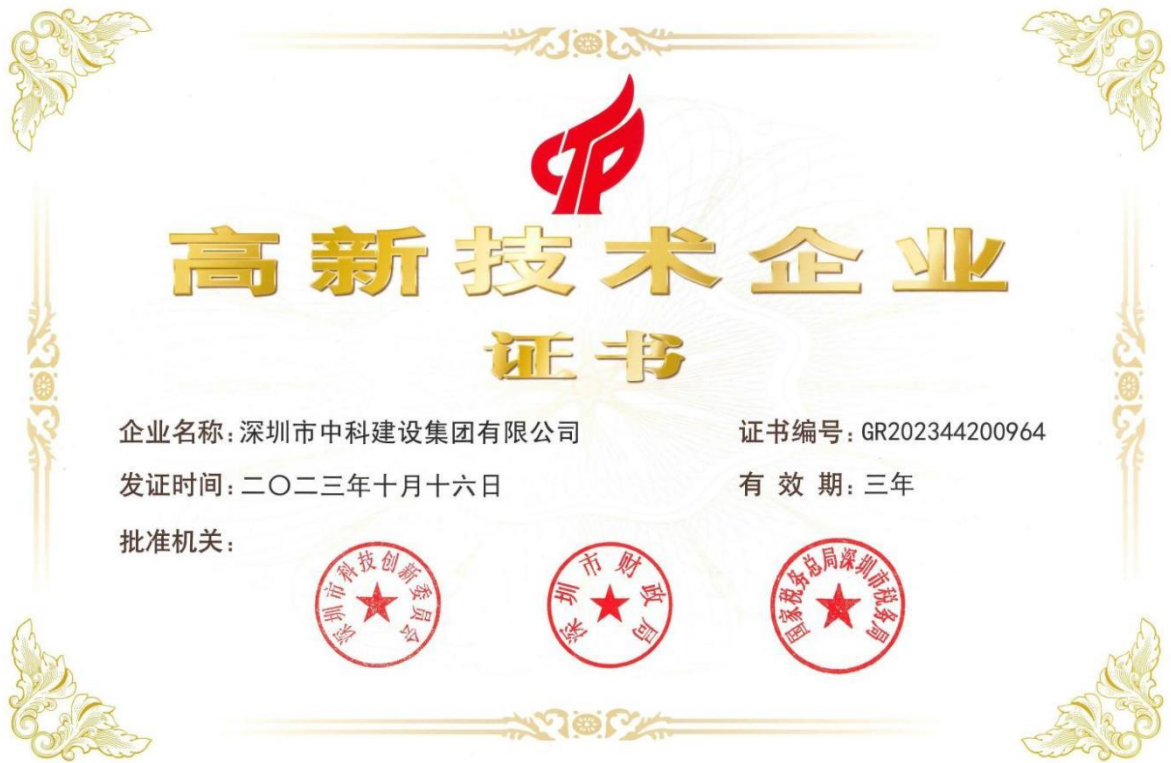 高新技术企业
证书
企业名称:深圳市中科建设集团有限公司
证书编号:GR202344200964
发证时间:二〇二三年十月十六日
有效期:三年
批准机关:
深圳市科技创新委员会
深圳市财政局
国家税务总局深圳市税务局